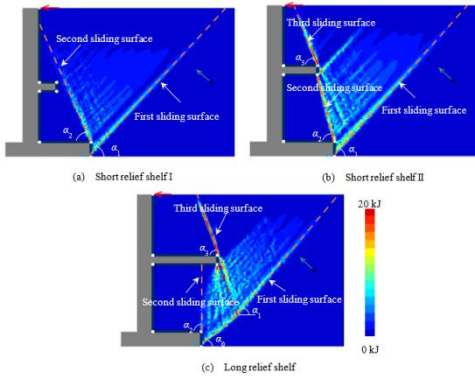 Second sliding surface
First sliding surface
α₂
α₁
(a) Short relief shelf I
Third sliding surface
α₃
Second sliding surface
First sliding surface
α₂
α₁
(b) Short relief shelf II
Third sliding surface
α₃
Second sliding surface
First sliding surface
α₁
α₂
α₀
(c) Long relief shelf
20 kJ
0 kJ